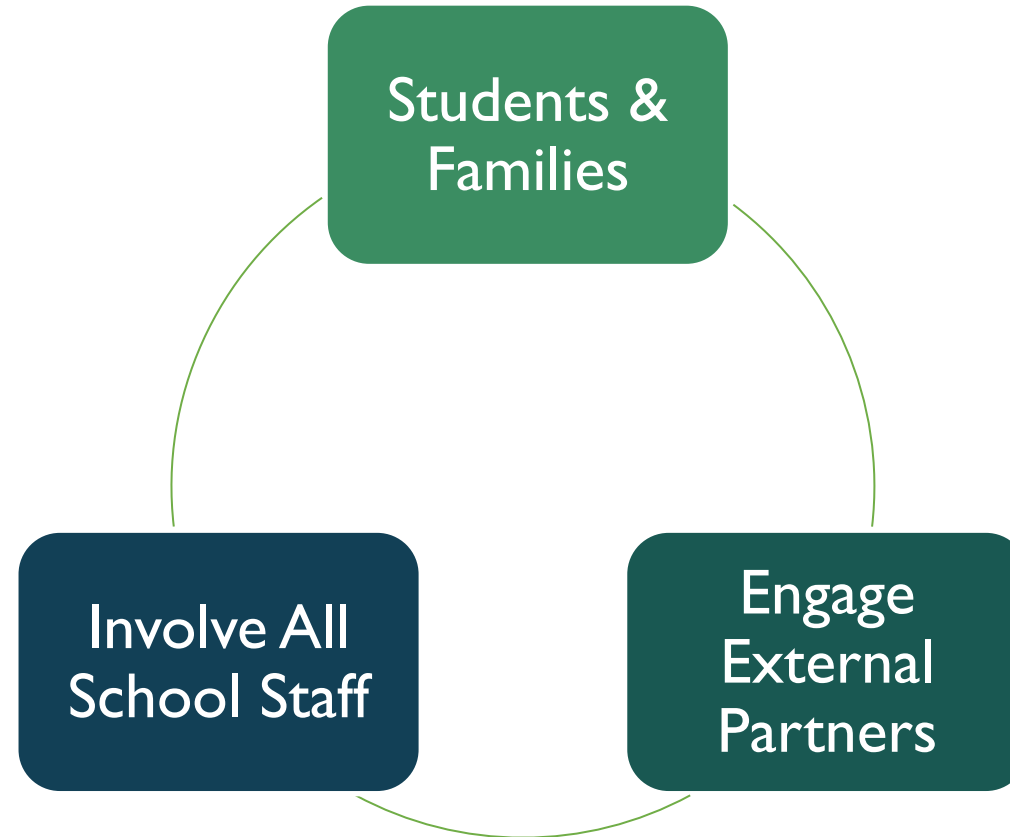 Students &
Families
Involve All
School Staff
Engage
External
Partners